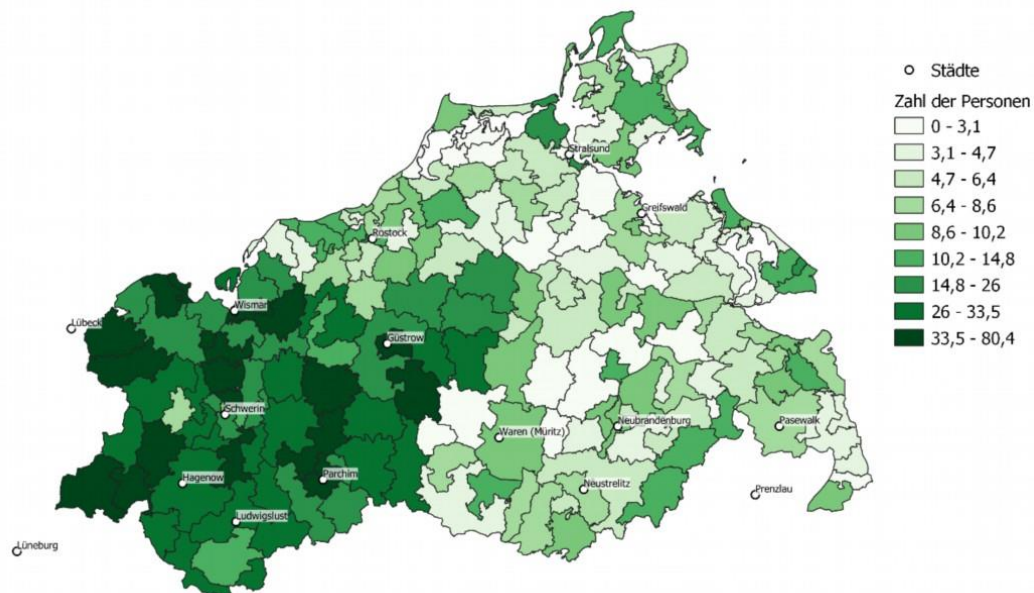 Städte
Zahl der Personen
0 - 3,1
3,1 - 4,7
4,7 - 6,4
6,4 - 8,6
8,6 - 10,2
10,2 - 14,8
14,8 - 26
26 - 33,5
33,5 - 80,4
Stralsund
Greifswald
Rostock
Wismar
Lübeck
Güstrow
Schwerin
Waren (Müritz)
Neubrandenburg
Pasewalk
Hagenow
Parchim
Neustrelitz
Prenzlau
Ludwigslust
Lüneburg